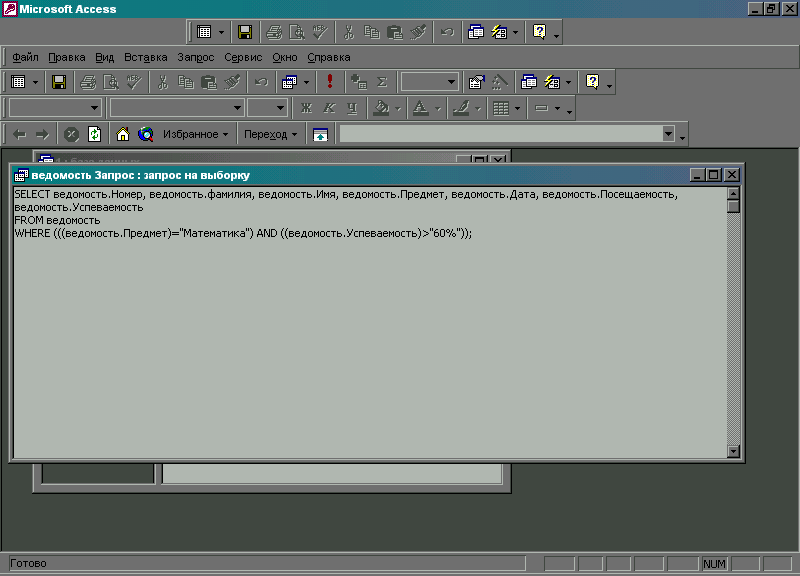 Microsoft Access
Файл Правка Вид Вставка Запрос Сервис Окно Справка
Ж К Ч
Избранное Переход
ведомость Запрос : запрос на выборку
SELECT ведомость.Номер, ведомость.фамилия, ведомость.Имя, ведомость.Предмет, ведомость.Дата, ведомость.Посещаемость,
ведомость.Успеваемость
FROM ведомость
WHERE (((ведомость.Предмет)="Математика") AND ((ведомость.Успеваемость)>"60%"));
Готово
NUM